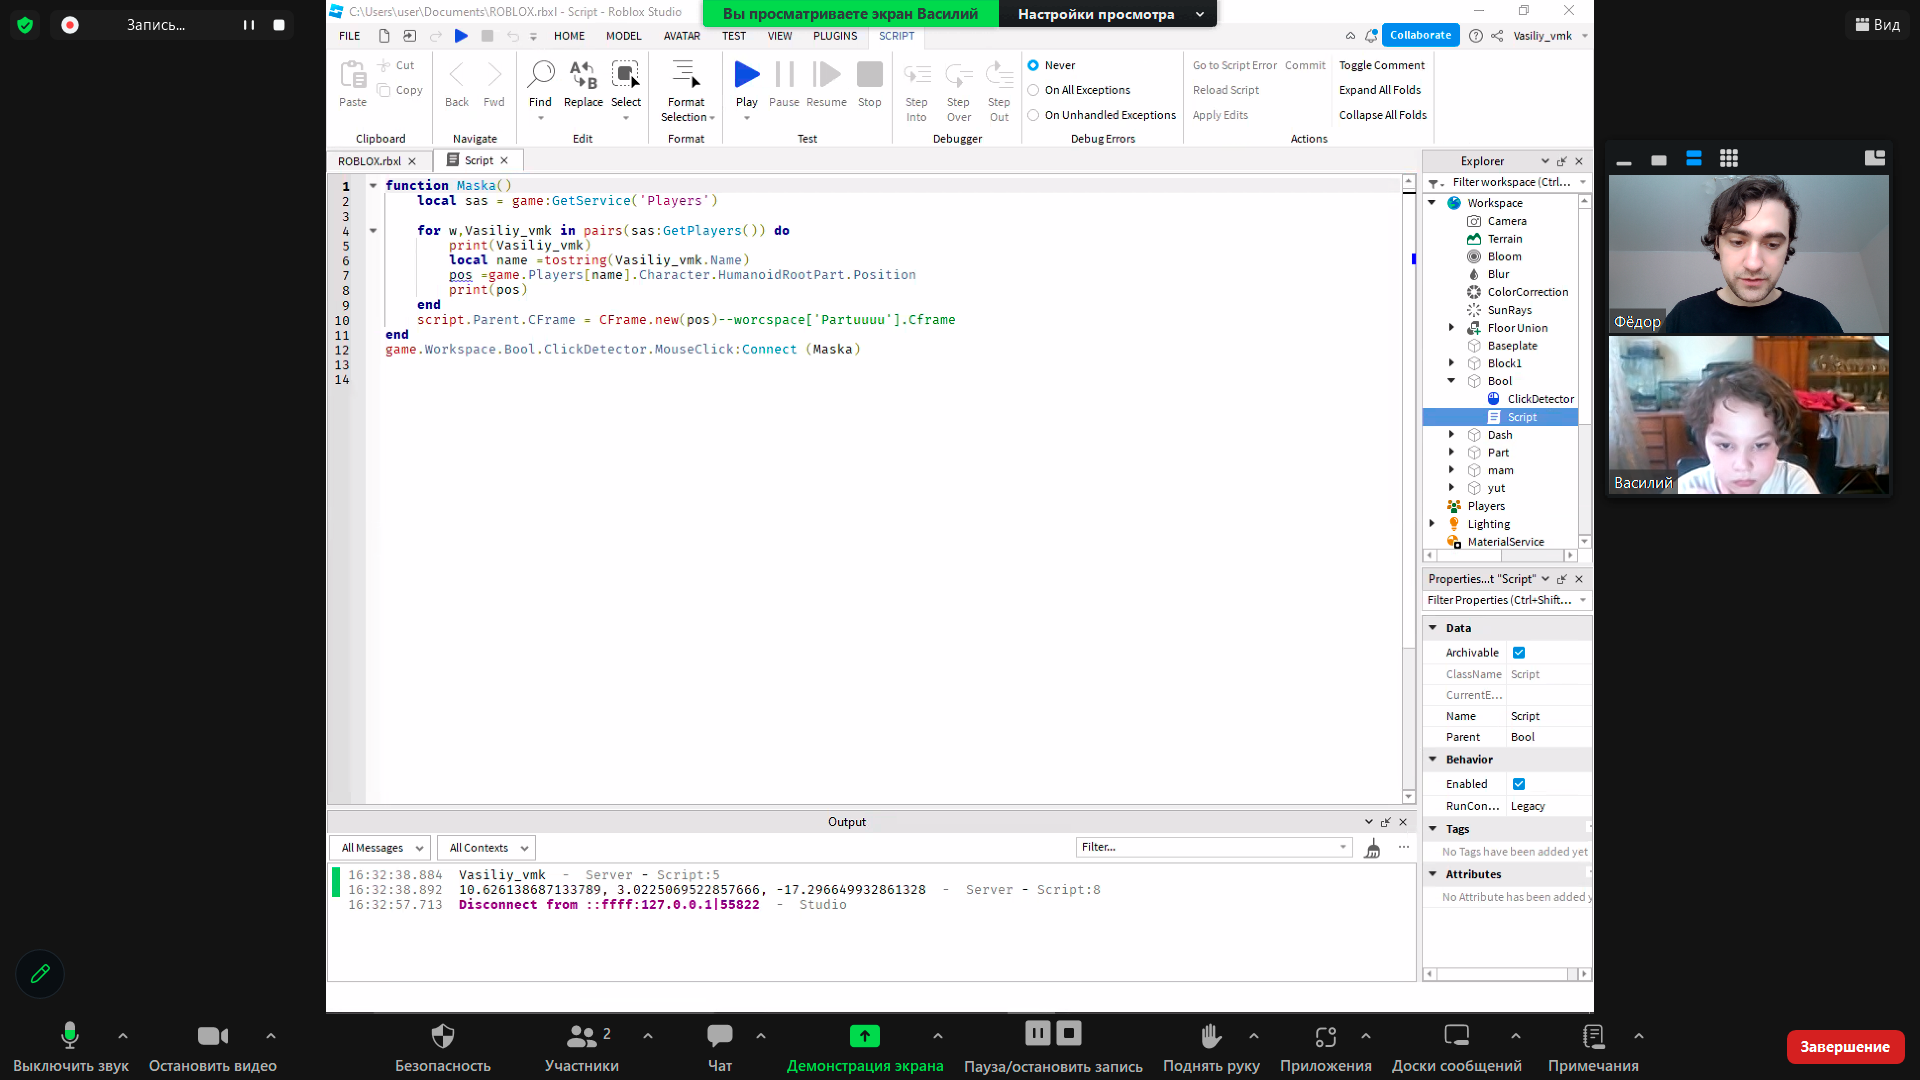 Запись...
C:\Users\user\Documents\ROBLOX.rbxl - Script - Roblox Studio
Вы просматриваете экран Василий
Настройки просмотра
Вид
FILE HOME MODEL AVATAR TEST VIEW PLUGINS SCRIPT
Collaborate
Vasiliy_vmk
Paste
Cut
Copy
Clipboard
Back
Fwd
Navigate
Find
Replace
Select
Edit
Format
Selection
Format
Play
Pause
Resume
Stop
Test
Step
Into
Step
Over
Step
Out
Debugger
Never
On All Exceptions
On Unhandled Exceptions
Debug Errors
Go to Script Error
Commit
Reload Script
Apply Edits
Toggle Comment
Expand All Folds
Collapse All Folds
Actions
ROBLOX.rbxl
Script
1 function Maska()
2 local sas = game:GetService('Players')
3
4 for w,Vasiliy_vmk in pairs(sas:GetPlayers()) do
5 print(Vasiliy_vmk)
6 local name =tostring(Vasiliy_vmk.Name)
7 pos =game.Players[name].Character.HumanoidRootPart.Position
8 print(pos)
9 end
10 script.Parent.CFrame = CFrame.new(pos)--worcspace['Partuuuu'].Cframe
11 end
12 game.Workspace.Bool.ClickDetector.MouseClick:Connect (Maska)
13
14
Explorer
Filter workspace (Ctrl...
Workspace
Camera
Terrain
Bloom
Blur
ColorCorrection
SunRays
Floor Union
Baseplate
Block1
Bool
ClickDetector
Script
Dash
Part
mam
yut
Players
Lighting
MaterialService
Properties...t "Script"
Filter Properties (Ctrl+Shift...
Data
Archivable
ClassName Script
CurrentE...
Name Script
Parent Bool
Behavior
Enabled
RunCon... Legacy
Tags
No Tags have been added yet
Attributes
No Attribute has been added y
Output
All Messages
All Contexts
Filter...
16:32:38.884 Vasiliy_vmk - Server - Script:5
16:32:38.892 10.626138687133789, 3.0225069522857666, -17.296649932861328 - Server - Script:8
16:32:57.713 Disconnect from ::ffff:127.0.0.1|55822 - Studio
Фёдор
Василий
Выключить звук
Остановить видео
Безопасность
Участники
2
Чат
Демонстрация экрана
Пауза/остановить запись
Поднять руку
Приложения
Доски сообщений
Примечания
Завершение